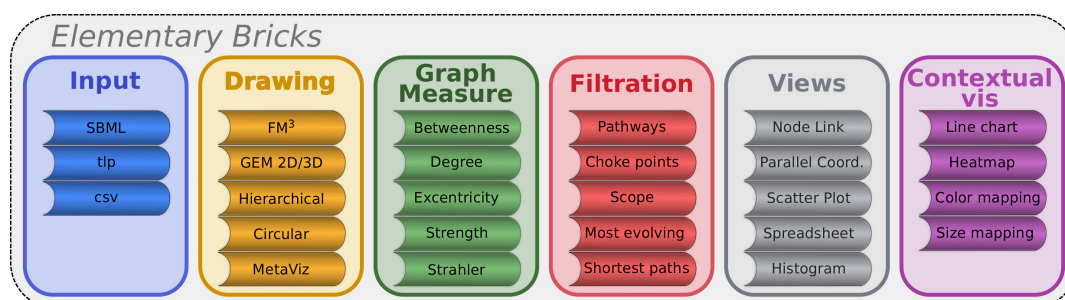 Elementary Bricks
Input
SBML
tlp
csv
Drawing
FM³
GEM 2D/3D
Hierarchical
Circular
MetaViz
Graph
Measure
Betweenness
Degree
Excentricity
Strength
Strahler
Filtration
Pathways
Choke points
Scope
Most evolving
Shortest paths
Views
Node Link
Parallel Coord.
Scatter Plot
Spreadsheet
Histogram
Contextual
vis
Line chart
Heatmap
Color mapping
Size mapping